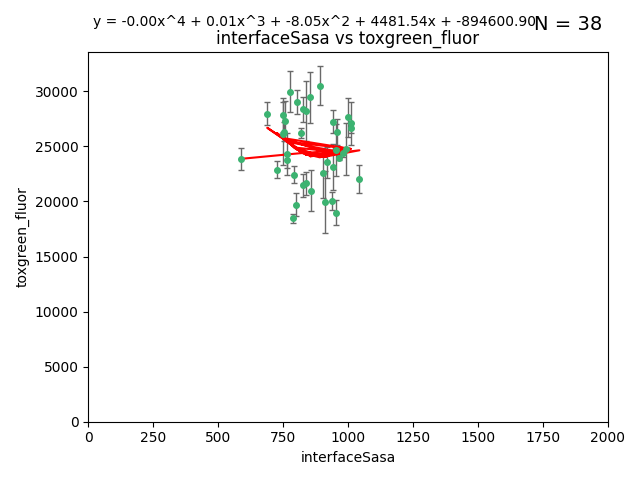 y = -0.00x^4 + 0.01x^3 + -8.05x^2 + 4481.54x + -894600.90
N = 38
interfaceSasa vs toxgreen_fluor
30000
25000
20000
15000
10000
5000
0
toxgreen_fluor
0 250 500 750 1000 1250 1500 1750 2000
interfaceSasa